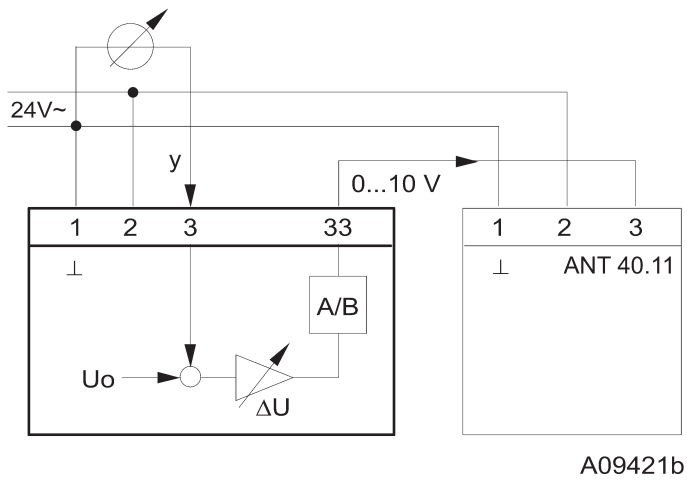 24V~
y
0...10 V
1 2 3 33
1 2 3
⊥
⊥ ANT 40.11
A/B
Uo
ΔU
A09421b